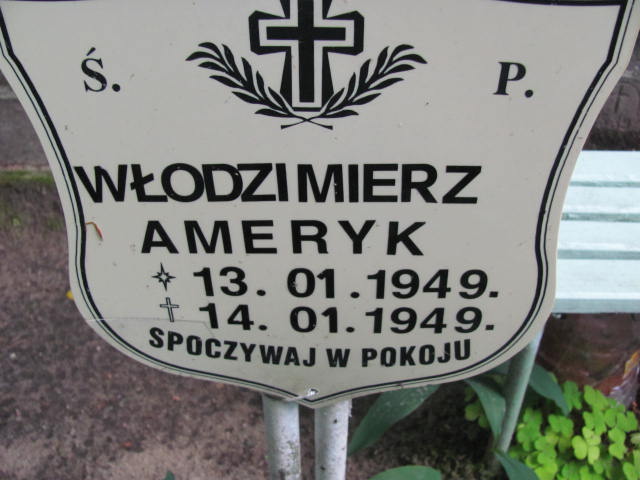 Ś. P.
WŁODZIMIERZ
AMERYK
13. 01. 1949.
14. 01. 1949.
SPOCZYWAJ W POKOJU